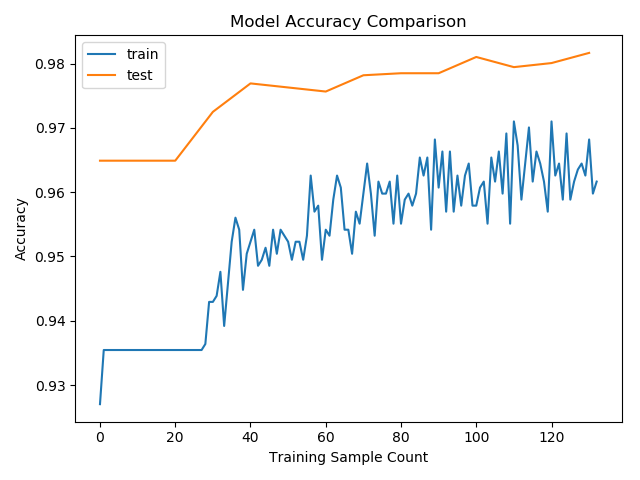 Model Accuracy Comparison
train
test
0.98
0.97
0.96
0.95
0.94
0.93
Accuracy
0 20 40 60 80 100 120
Training Sample Count